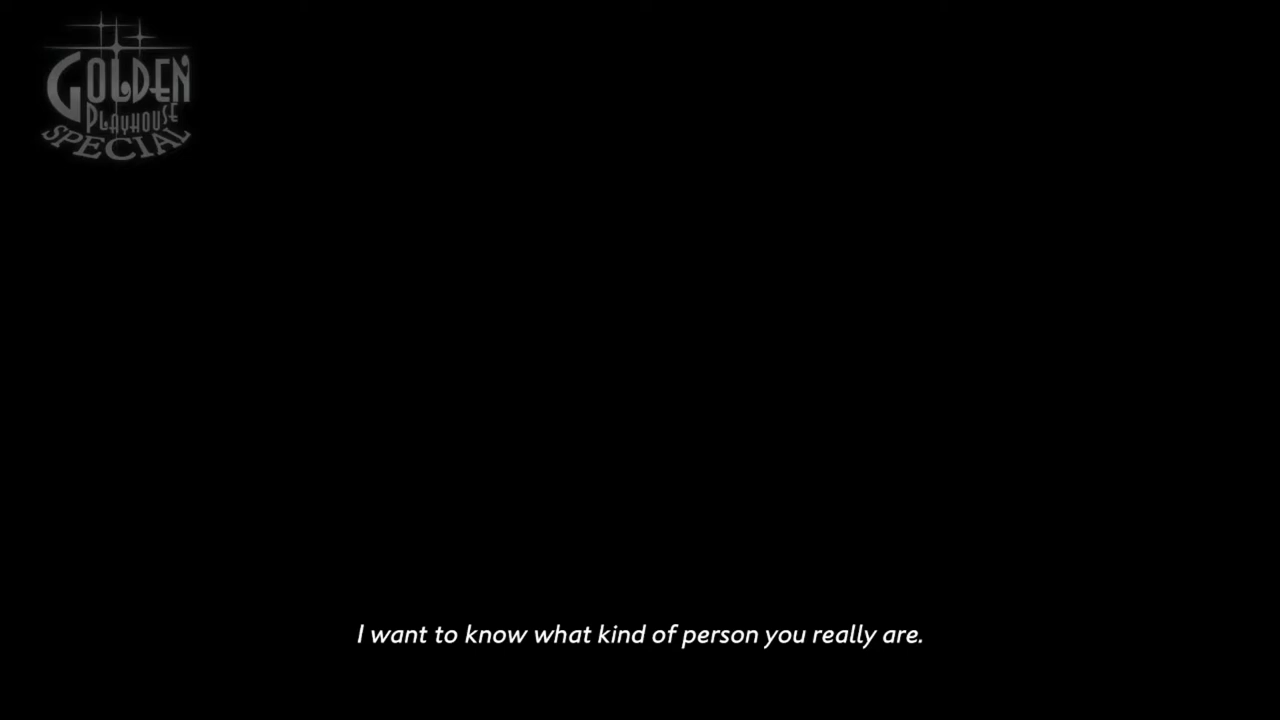 GOLDEN
PLAYHOUSE
SPECIAL
I want to know what kind of person you really are.